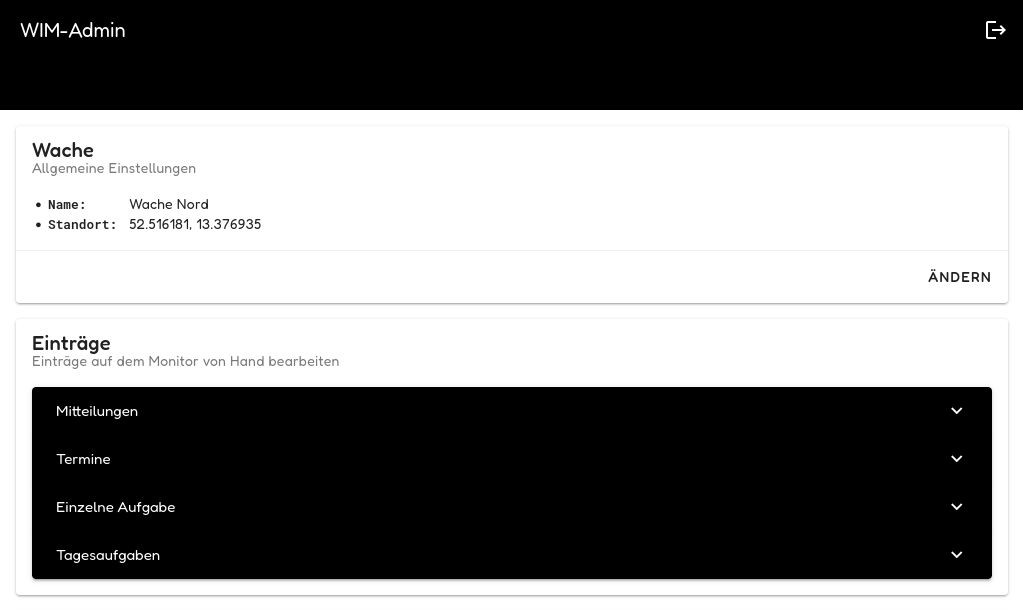 WIM-Admin
Wache
Allgemeine Einstellungen
• Name: Wache Nord
• Standort: 52.516181, 13.376935
ÄNDERN
Einträge
Einträge auf dem Monitor von Hand bearbeiten
Mitteilungen
Termine
Einzelne Aufgabe
Tagesaufgaben